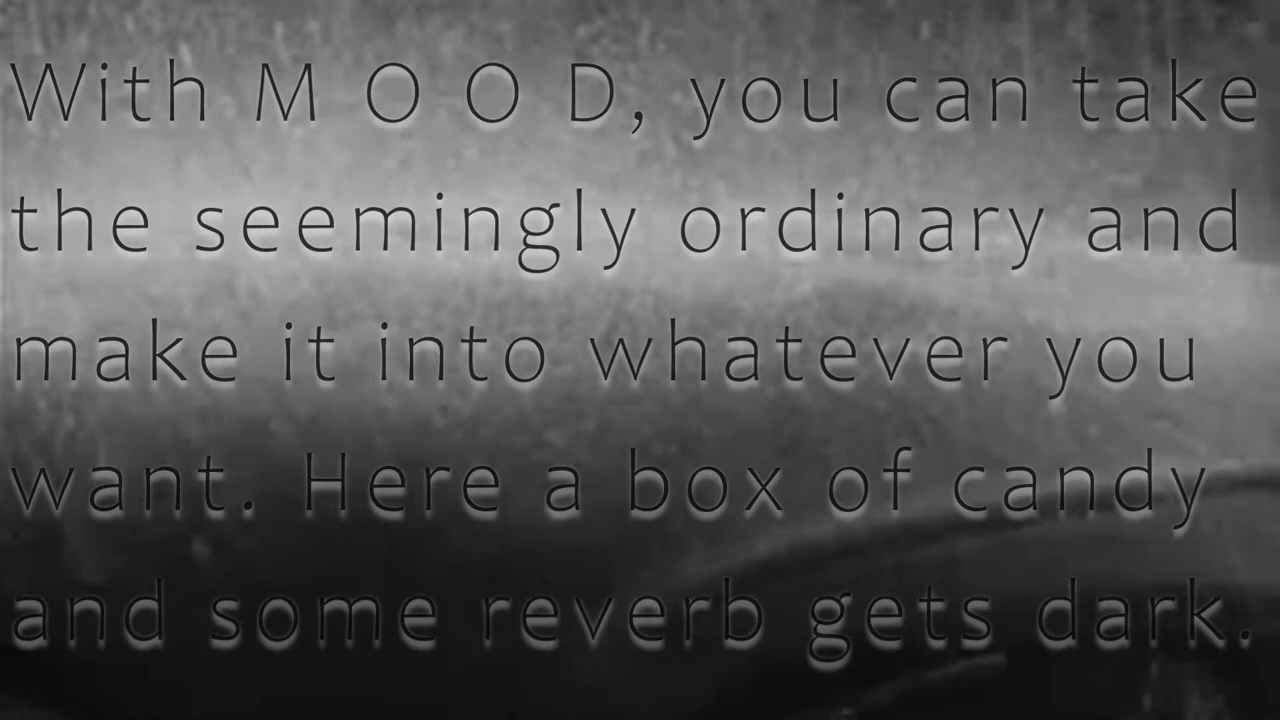 With M O O D, you can take
the seemingly ordinary and
make it into whatever you
want. Here a box of candy
and some reverb gets dark.